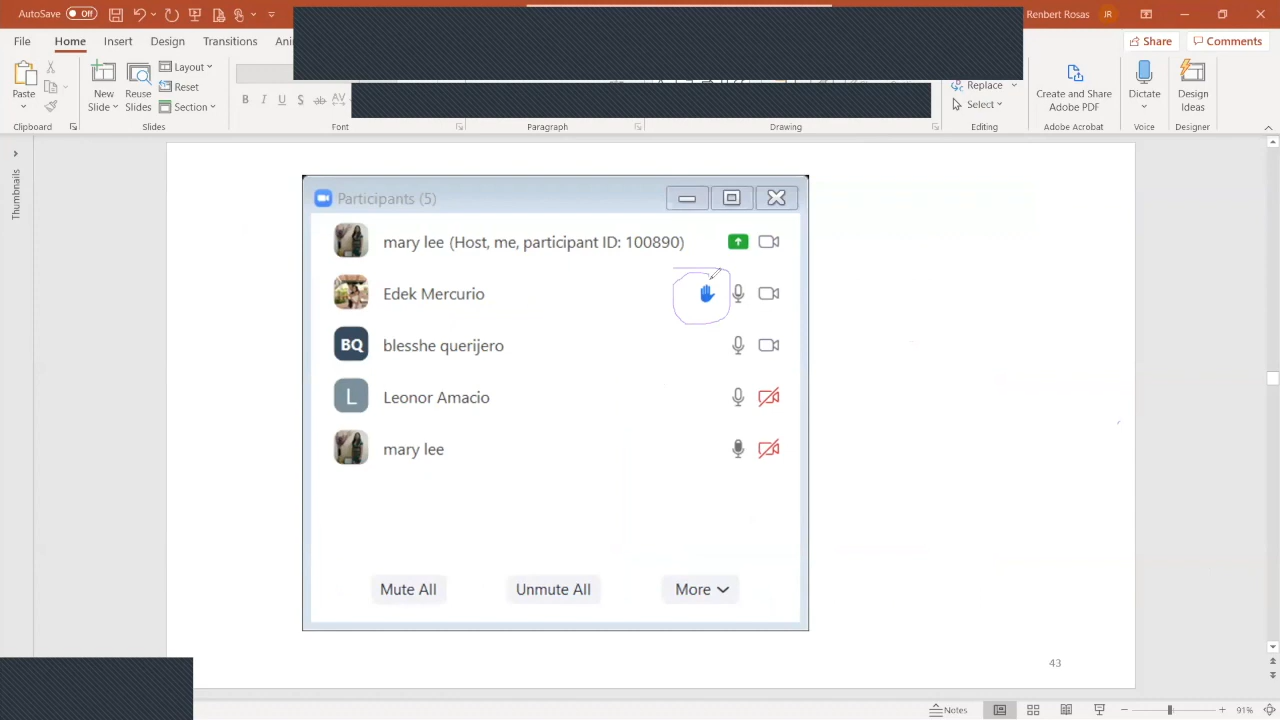 AutoSave Off
Renbert Rosas JR
File Home Insert Design Transitions
Share Comments
Paste
New Slide
Reuse Slides
Layout
Reset
Section
B I U S ab AV
Replace
Select
Create and Share Adobe PDF
Dictate
Design Ideas
Clipboard Slides Font Paragraph Drawing Editing Adobe Acrobat Voice Designer
Thumbnails
Participants (5)
mary lee (Host, me, participant ID: 100890)
Edek Mercurio
BQ blesshe querijero
L Leonor Amacio
mary lee
Mute All Unmute All More
43
Notes 91%